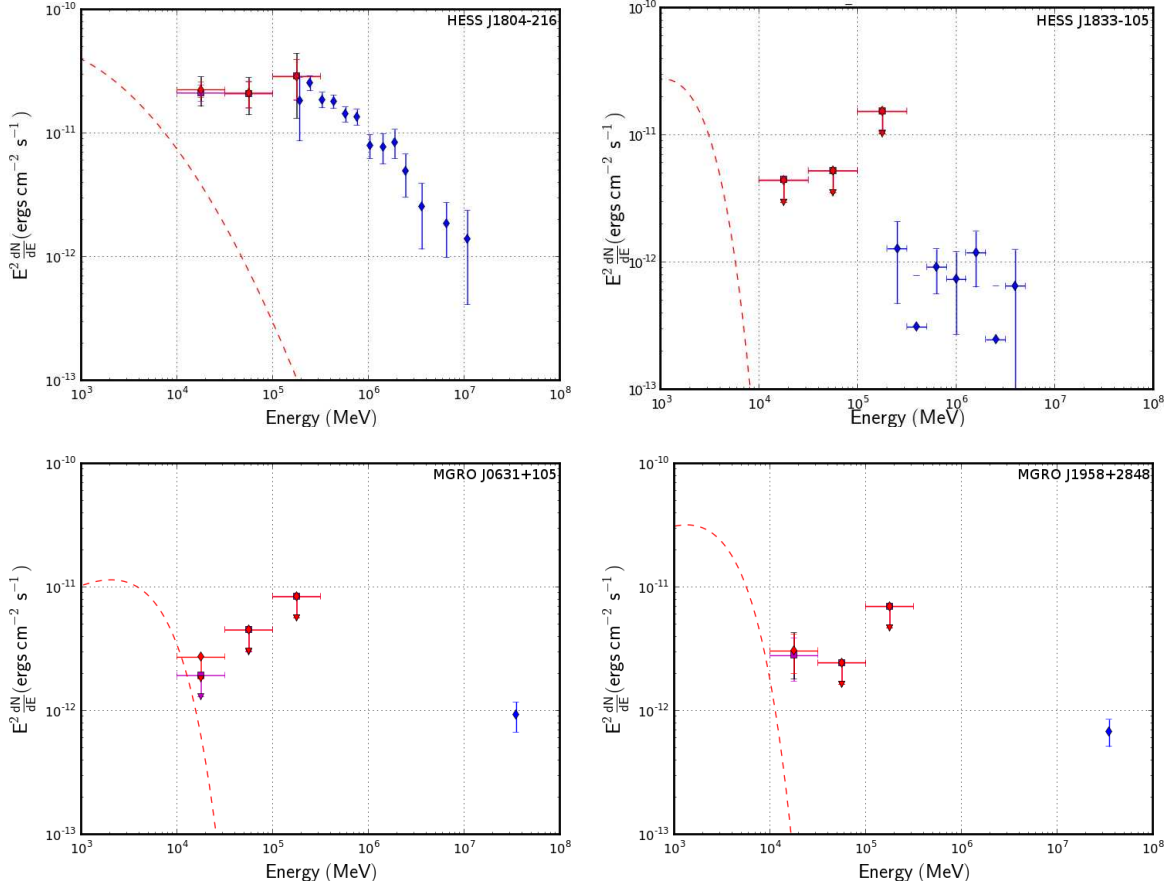 HESS J1804-216
10^-10
10^-11
10^-12
10^-13
E^2 dN/dE (ergs cm^-2 s^-1)
10^3 10^4 10^5 10^6 10^7 10^8
Energy (MeV)
HESS J1833-105
10^-10
10^-11
10^-12
10^-13
E^2 dN/dE (ergs cm^-2 s^-1)
10^3 10^4 10^5 10^6 10^7 10^8
Energy (MeV)
MGRO J0631+105
10^-10
10^-11
10^-12
10^-13
E^2 dN/dE (ergs cm^-2 s^-1)
10^3 10^4 10^5 10^6 10^7 10^8
Energy (MeV)
MGRO J1958+2848
10^-10
10^-11
10^-12
10^-13
E^2 dN/dE (ergs cm^-2 s^-1)
10^3 10^4 10^5 10^6 10^7 10^8
Energy (MeV)